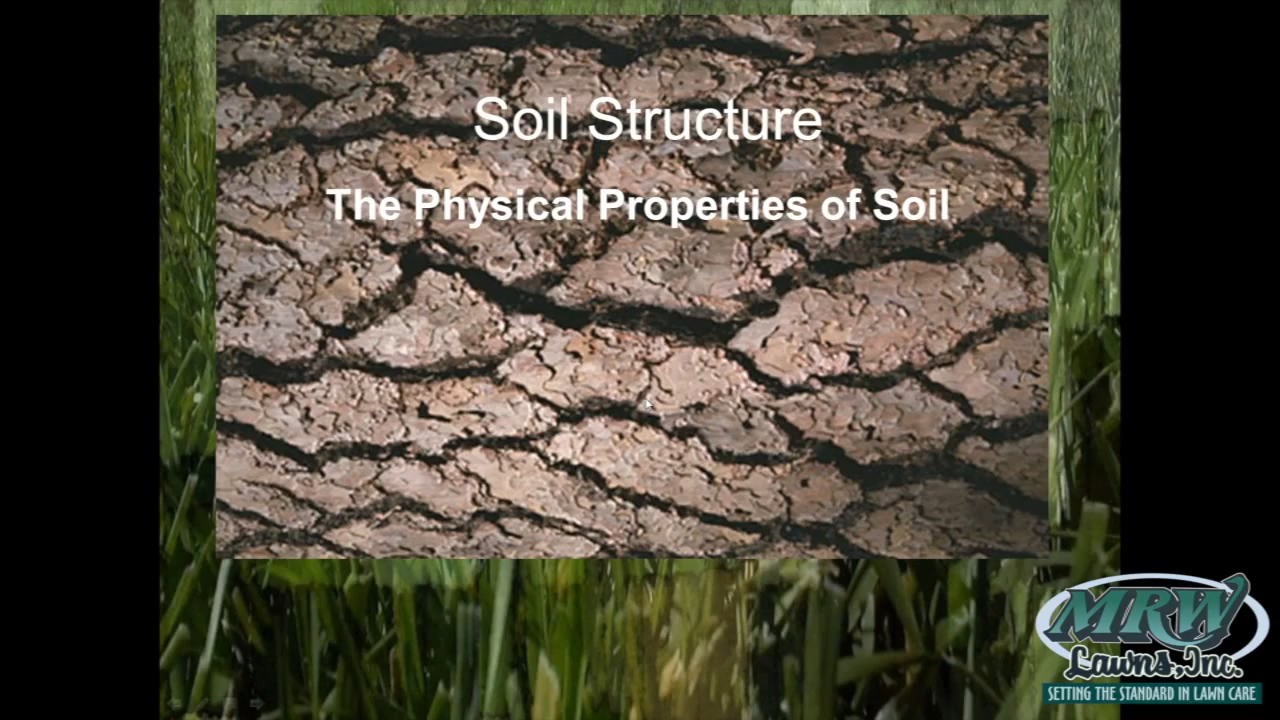 Soil Structure
The Physical Properties of Soil
MRW
Lawns, Inc.
SETTING THE STANDARD IN LAWN CARE